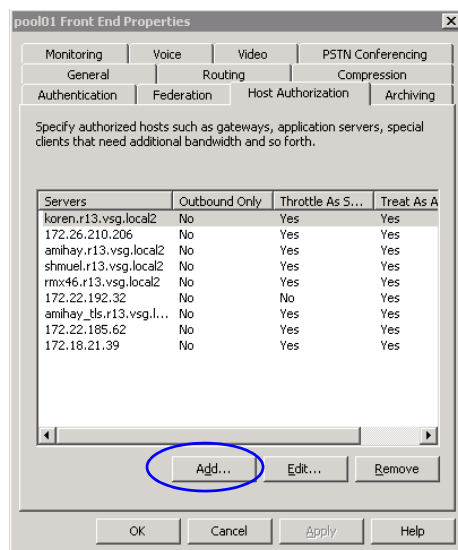 pool01 Front End Properties
Monitoring Voice Video PSTN Conferencing
General Routing Compression
Authentication Federation Host Authorization Archiving
Specify authorized hosts such as gateways, application servers, special
clients that need additional bandwidth and so forth.
Servers Outbound Only Throttle As S... Treat As A
koren.r13.vsg.local2 No Yes Yes
172.26.210.206 No Yes Yes
amihay.r13.vsg.local2 No Yes Yes
shmuel.r13.vsg.local2 No Yes Yes
rmx46.r13.vsg.local2 No Yes Yes
172.22.192.32 No No Yes
amihay_tls.r13.vsg.l... No Yes Yes
172.22.185.62 No Yes Yes
172.18.21.39 No Yes Yes
Add... Edit... Remove
OK Cancel Apply Help